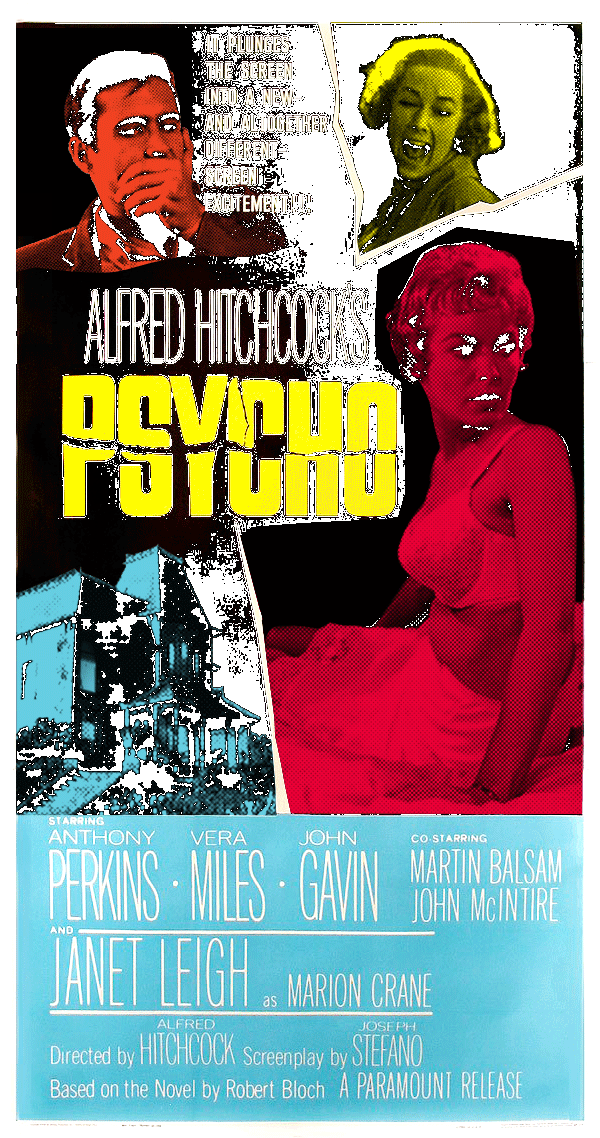 IT PLUNGES
THE SCREEN
INTO A NEW
AND ALTOGETHER
DIFFERENT
SCREEN
EXCITEMENT!!!
ALFRED HITCHCOCK'S
PSYCHO
STARRING
ANTHONY PERKINS · VERA MILES · JOHN GAVIN
CO-STARRING
MARTIN BALSAM
JOHN McINTIRE
AND
JANET LEIGH as MARION CRANE
Directed by ALFRED HITCHCOCK Screenplay by JOSEPH STEFANO
Based on the Novel by Robert Bloch A PARAMOUNT RELEASE